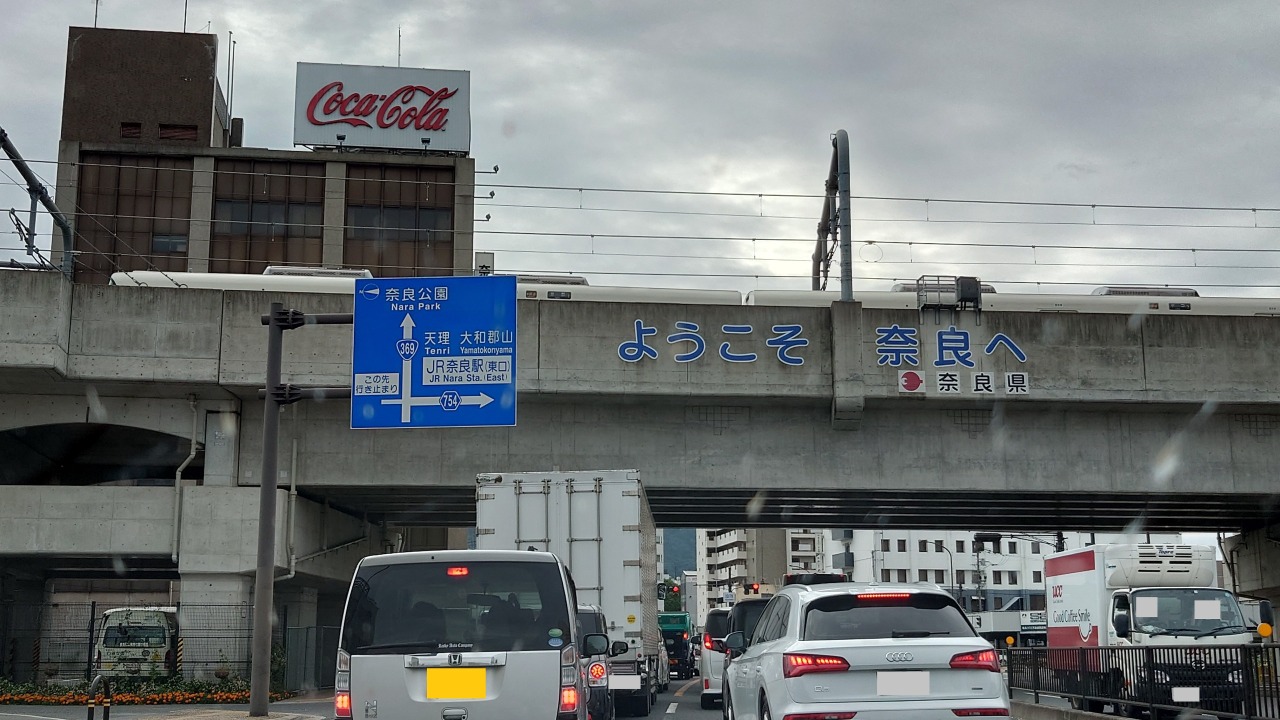 Coca-Cola
奈良公園
Nara Park
天理 大和郡山
Tenri Yamatokoriyama
369
JR奈良駅(東口)
JR Nara Sta.(East)
この先
行き止まり
754
ようこそ 奈良へ
奈良県
UCC
Good Coffee Smile